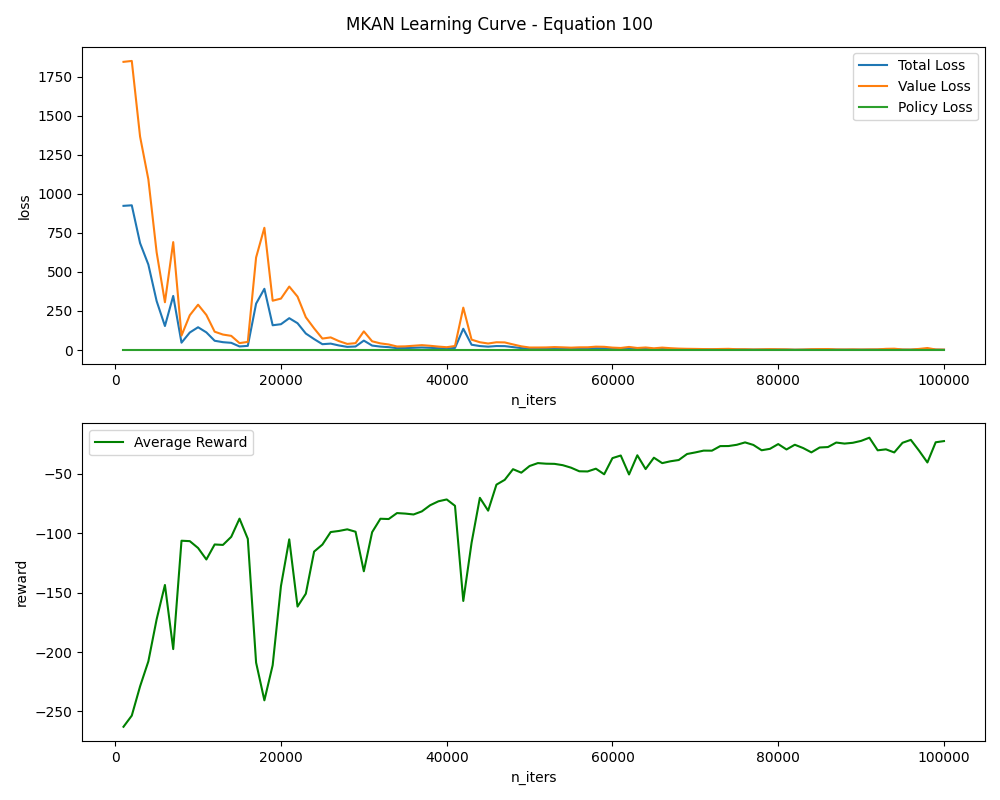 MKAN Learning Curve - Equation 100
1750
1500
1250
1000
750
500
250
0
loss
Total Loss
Value Loss
Policy Loss
0 20000 40000 60000 80000 100000
n_iters
Average Reward
−50
−100
−150
−200
−250
reward
0 20000 40000 60000 80000 100000
n_iters